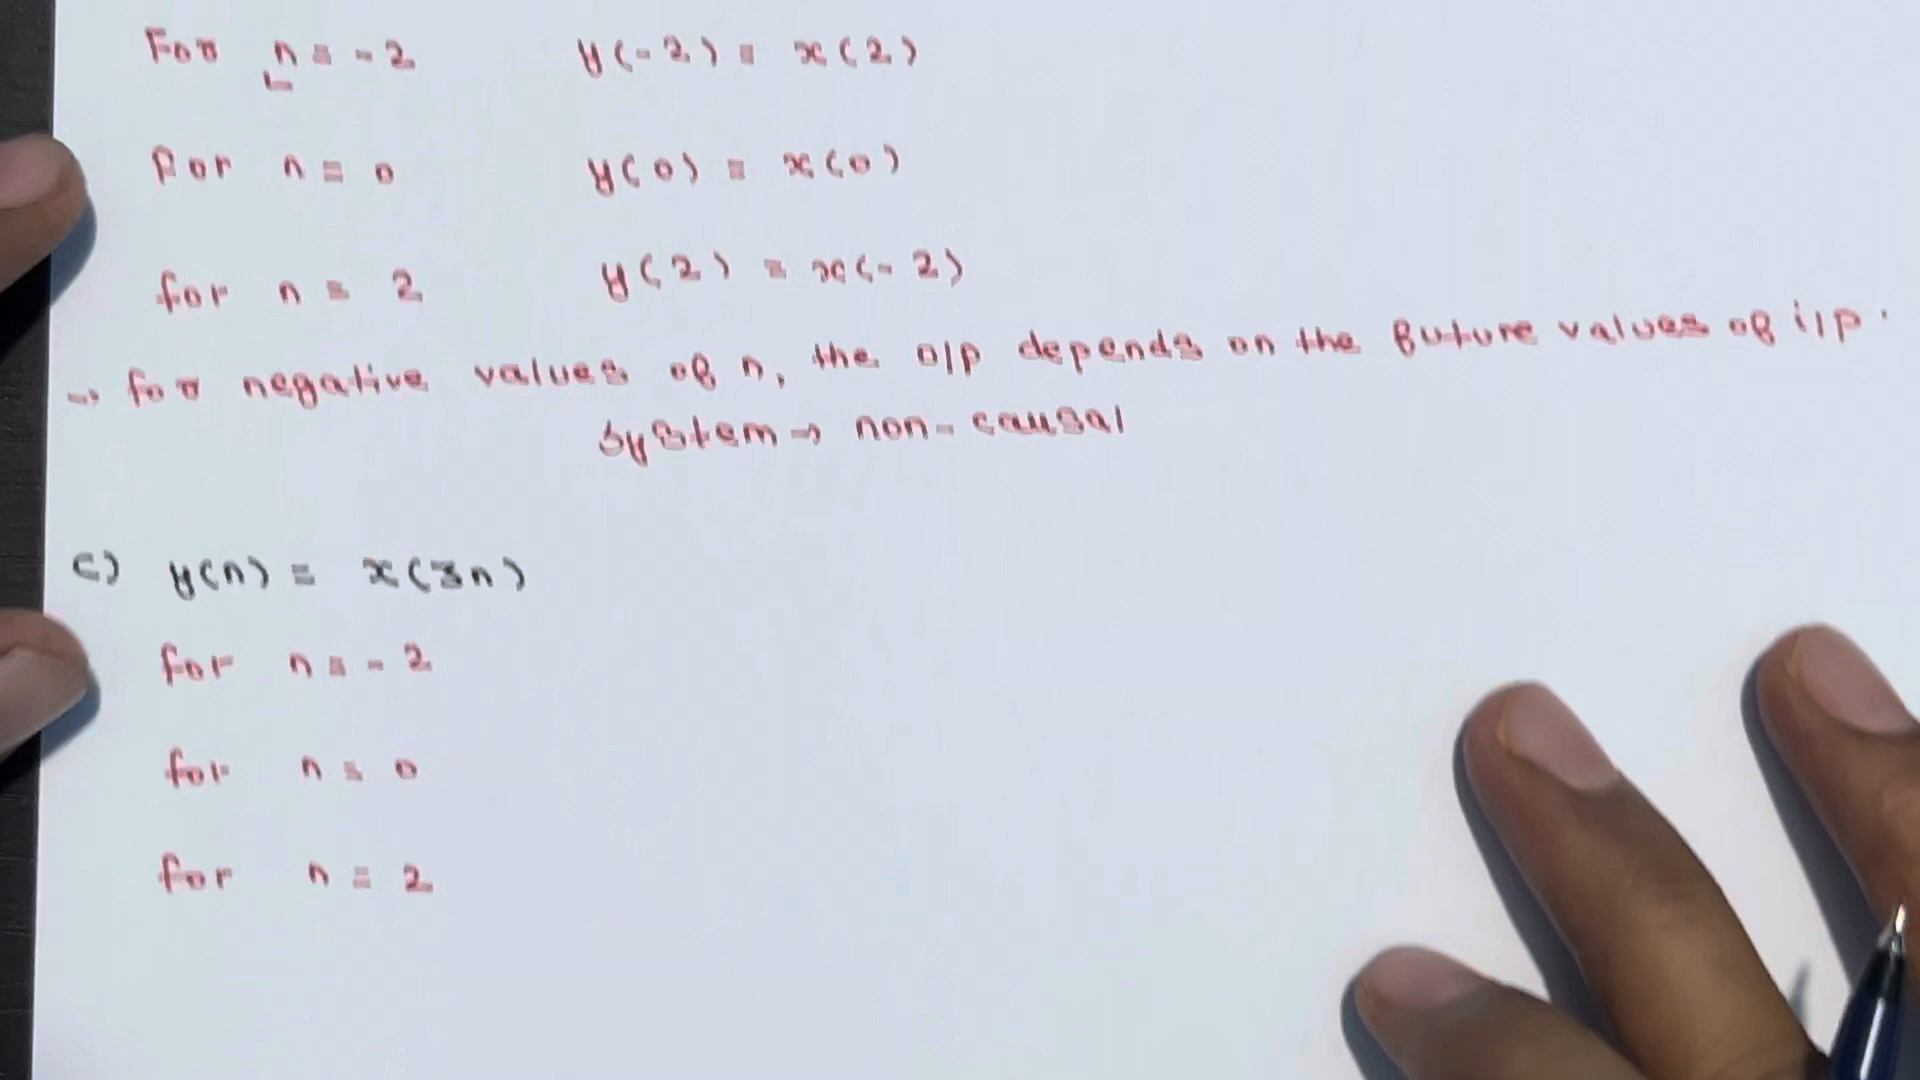 For n = -2 y(-2) = x(2)
For n = 0 y(0) = x(0)
for n = 2 y(2) = x(-2)
→ for negative values of n, the o/p depends on the future values of i/p.
system → non-causal
c) y(n) = x(3n)
for n = -2
for n = 0
for n = 2